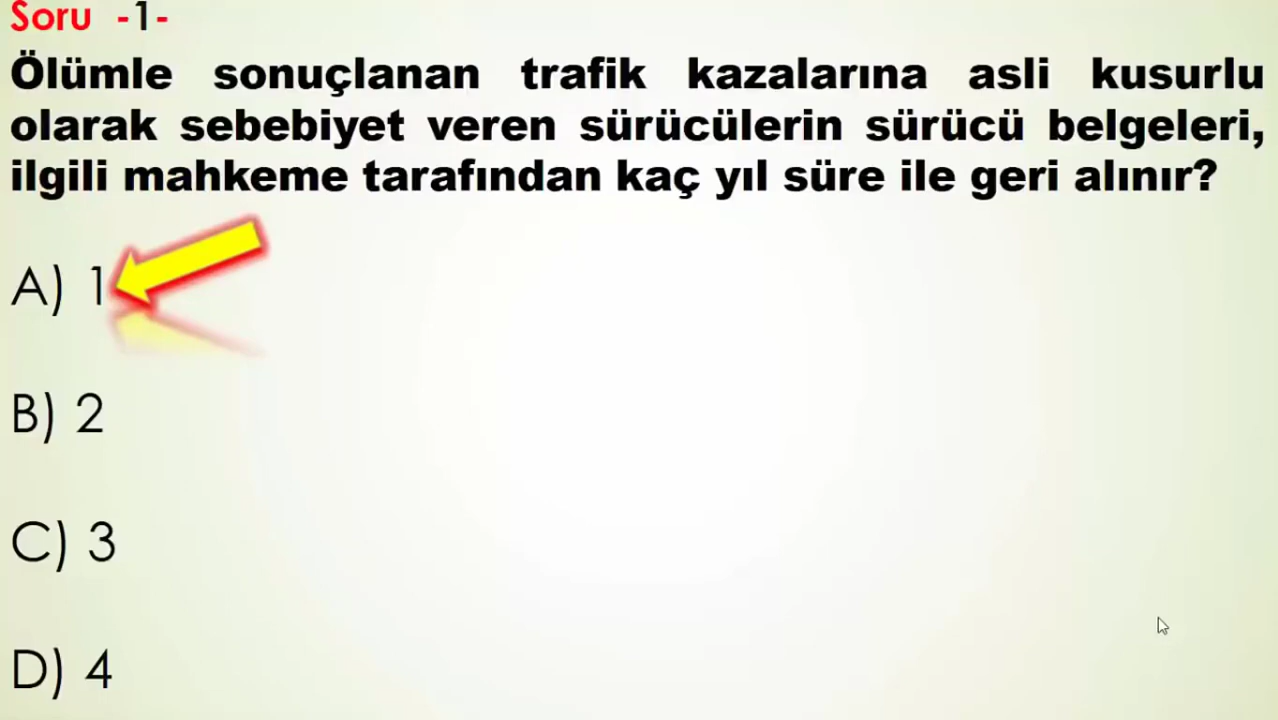 Soru -1-
Ölümle sonuçlanan trafik kazalarına asli kusurlu
olarak sebebiyet veren sürücülerin sürücü belgeleri,
ilgili mahkeme tarafından kaç yıl süre ile geri alınır?
A) 1
B) 2
C) 3
D) 4